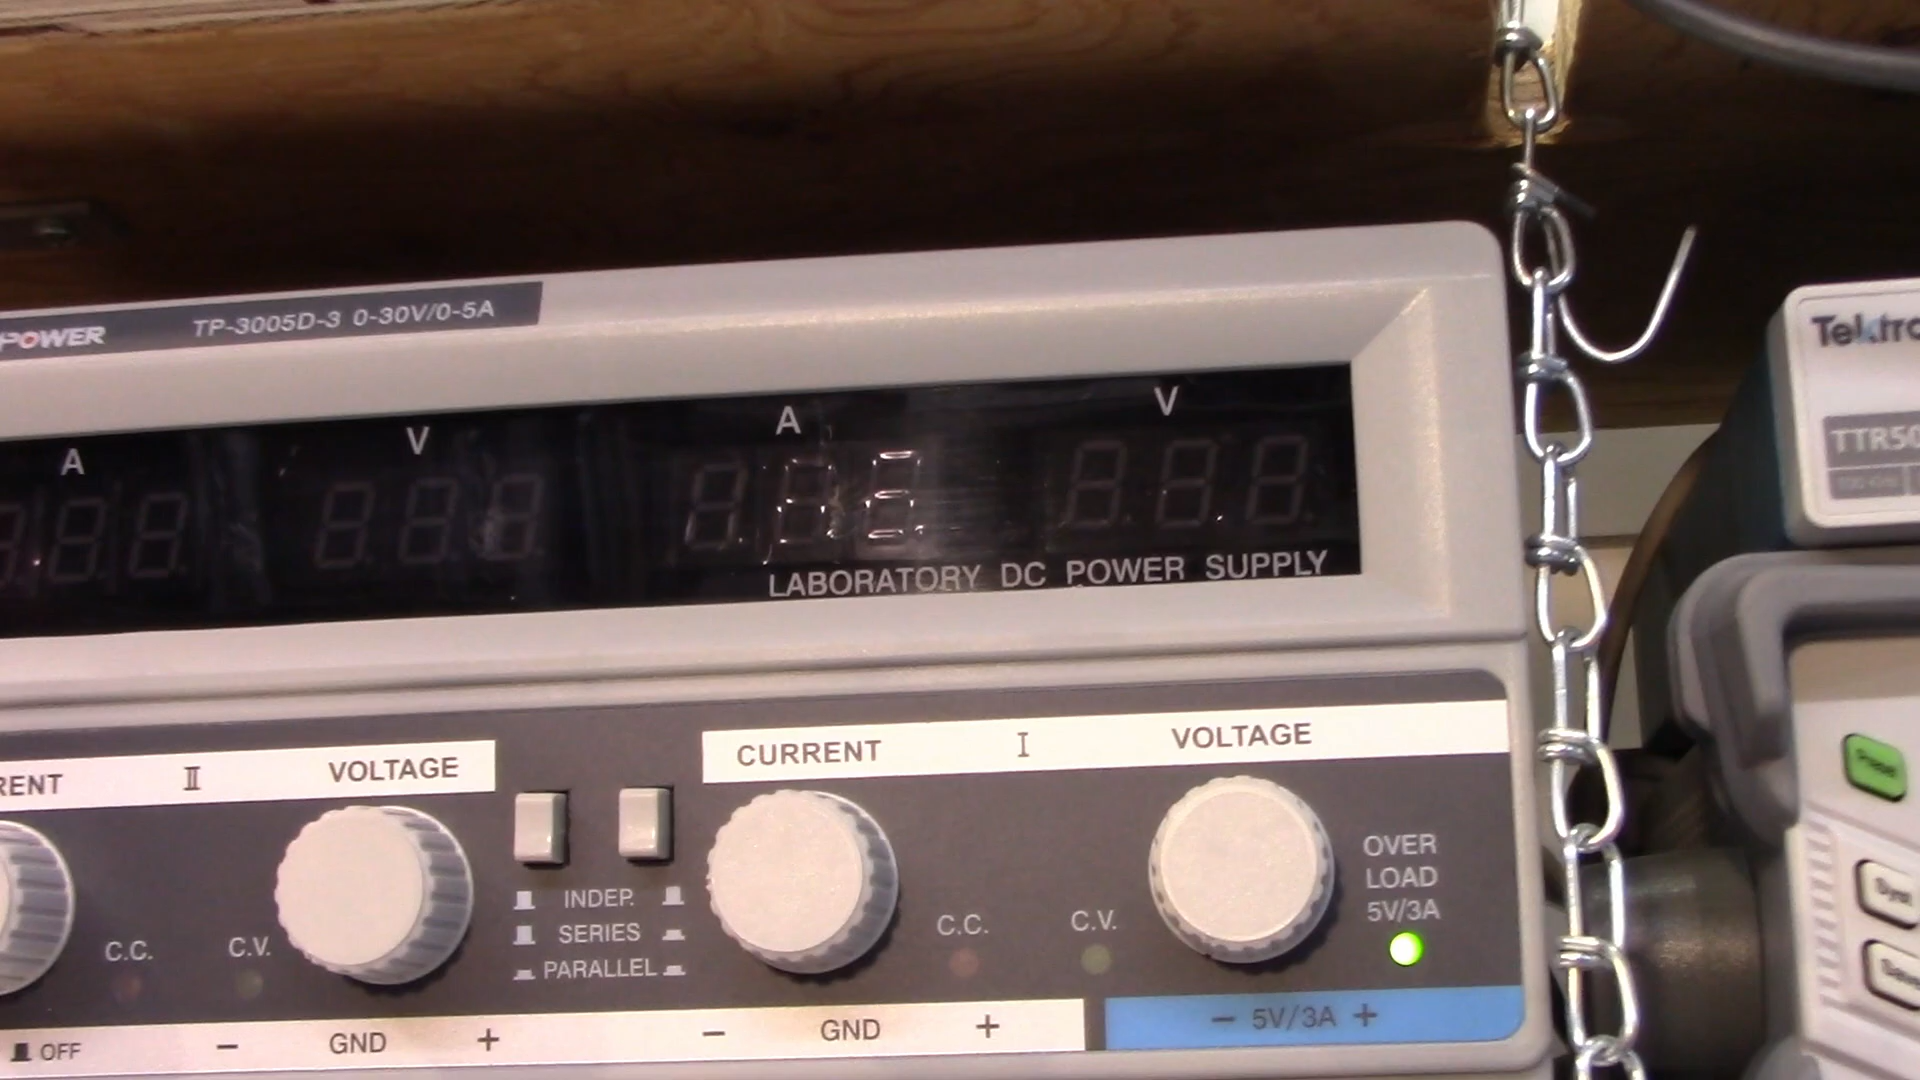 POWER TP-3005D-3 0-30V/0-5A
A V A V
LABORATORY DC POWER SUPPLY
RENT II VOLTAGE
CURRENT I VOLTAGE
C.C. C.V.
INDEP.
SERIES
PARALLEL
C.C. C.V.
OVER
LOAD
5V/3A
OFF − GND +
− GND +
− 5V/3A +
Tektro
TTR50
Preset